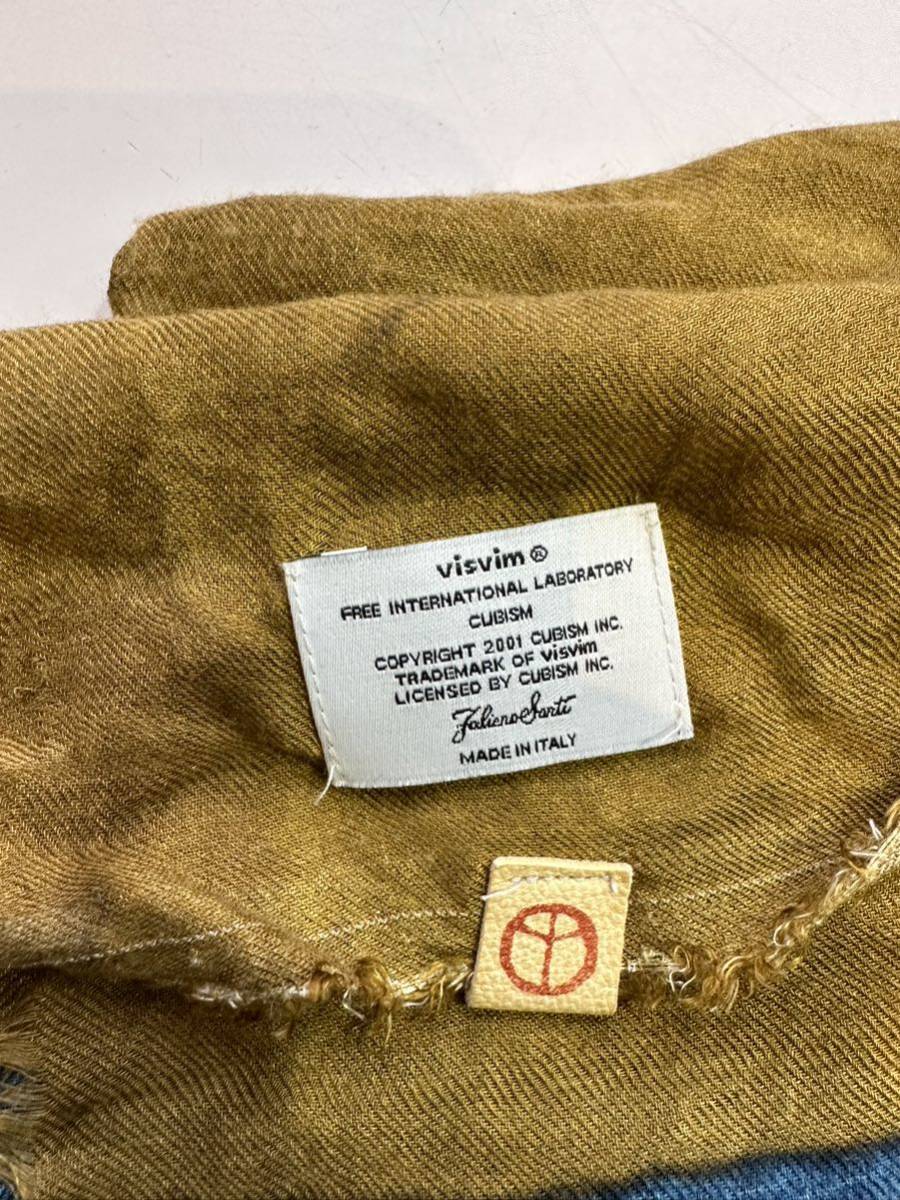 visvim®
FREE INTERNATIONAL LABORATORY
CUBISM
COPYRIGHT 2001 CUBISM INC.
TRADEMARK OF visvim
LICENSED BY CUBISM INC.
Faliero Sarti
MADE IN ITALY